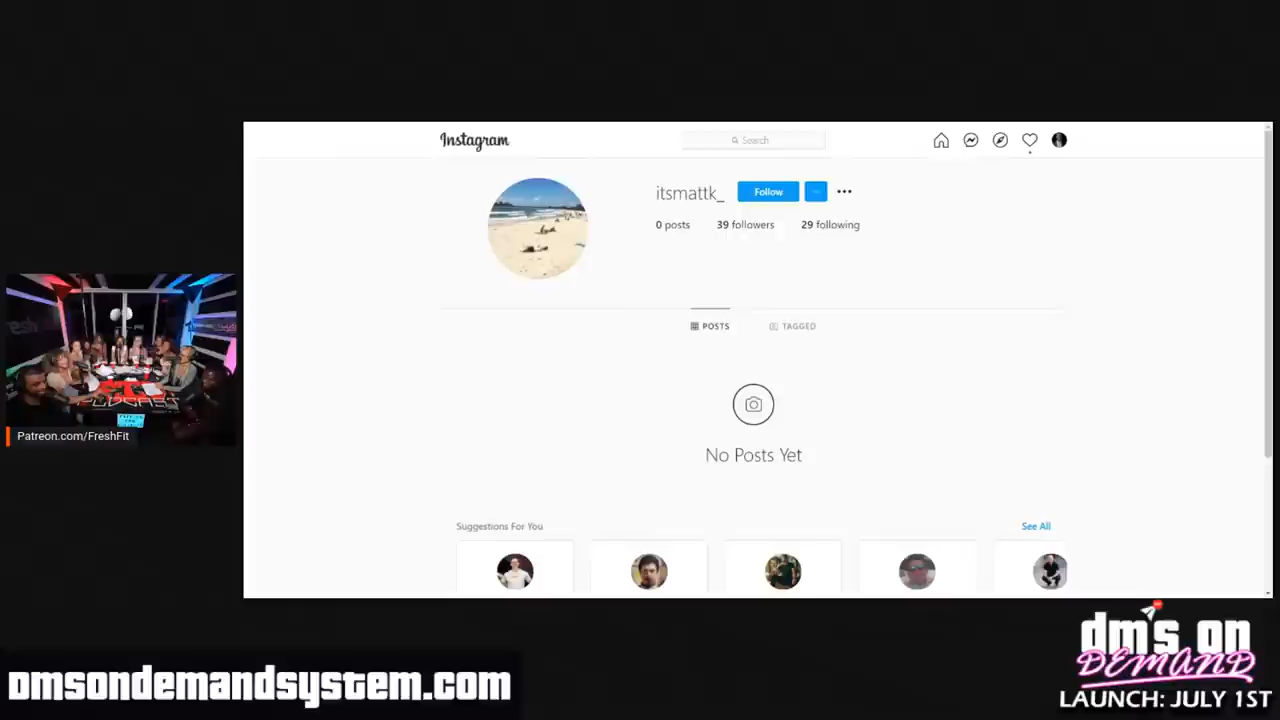 Instagram
Search
itsmattk_
Follow
0 posts 39 followers 29 following
POSTS TAGGED
No Posts Yet
Suggestions For You See All
PODCAST
Patreon.com/FreshFit
DMSONDEMANDSYSTEM.COM
dm's on
DEMAND
LAUNCH: JULY 1ST